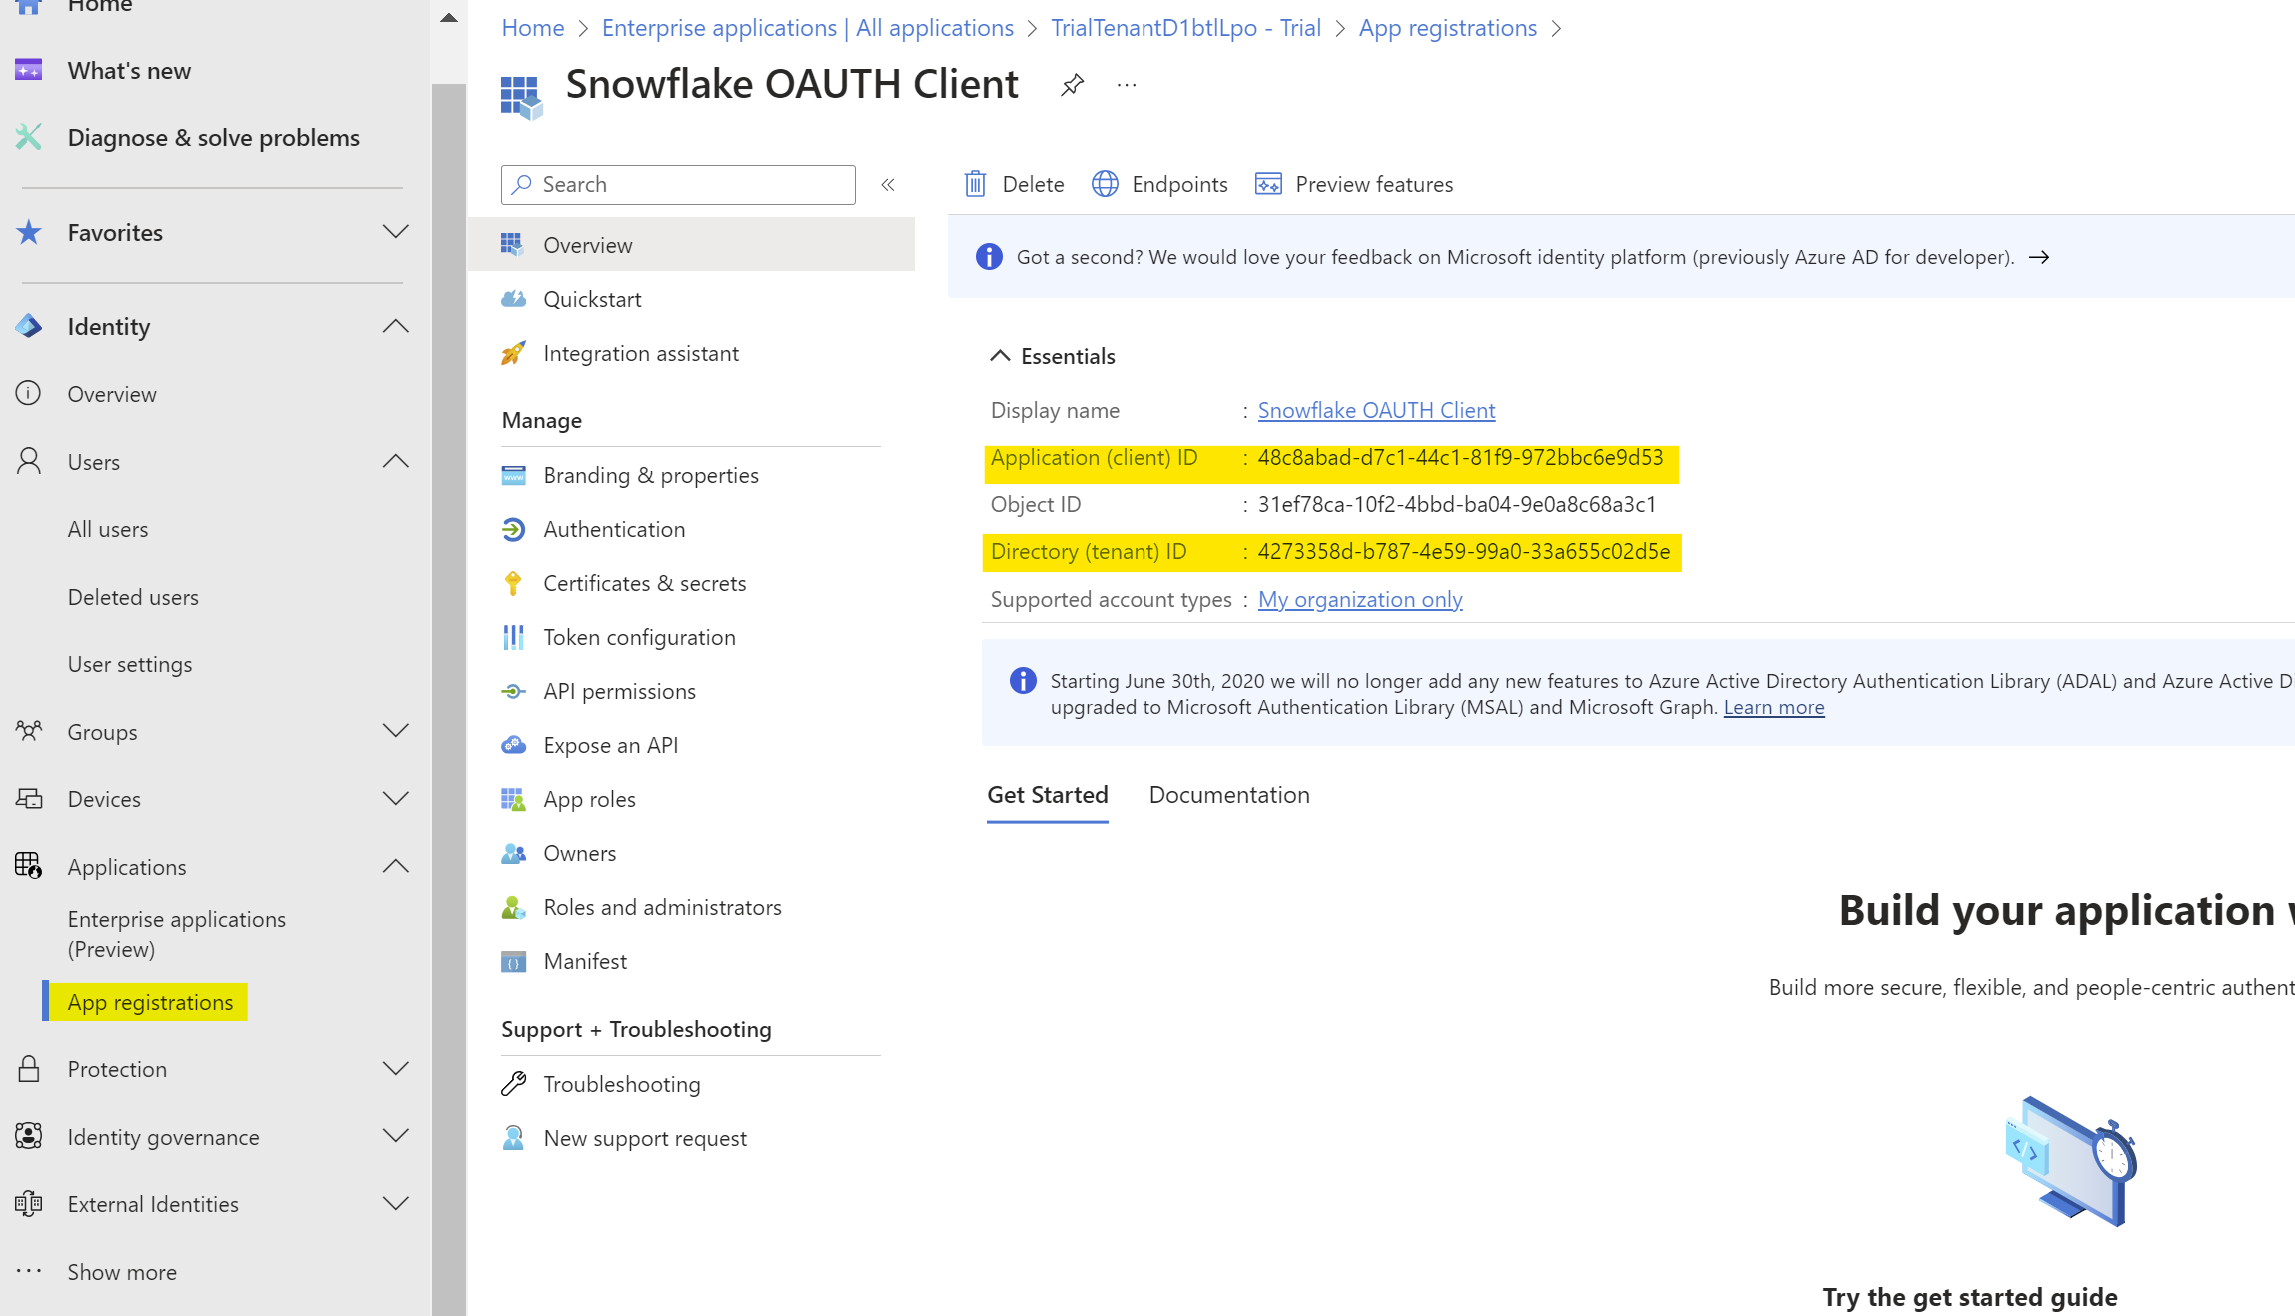 Home
What's new
Diagnose & solve problems
Favorites
Identity
Overview
Users
All users
Deleted users
User settings
Groups
Devices
Applications
Enterprise applications
(Preview)
App registrations
Protection
Identity governance
External Identities
Show more
Home > Enterprise applications | All applications > TrialTenantD1btlLpo - Trial > App registrations >
Snowflake OAUTH Client
Search
Overview
Quickstart
Integration assistant
Manage
Branding & properties
Authentication
Certificates & secrets
Token configuration
API permissions
Expose an API
App roles
Owners
Roles and administrators
Manifest
Support + Troubleshooting
Troubleshooting
New support request
Delete Endpoints Preview features
Got a second? We would love your feedback on Microsoft identity platform (previously Azure AD for developer). →
Essentials
Display name : Snowflake OAUTH Client
Application (client) ID : 48c8abad-d7c1-44c1-81f9-972bbc6e9d53
Object ID : 31ef78ca-10f2-4bbd-ba04-9e0a8c68a3c1
Directory (tenant) ID : 4273358d-b787-4e59-99a0-33a655c02d5e
Supported account types : My organization only
Starting June 30th, 2020 we will no longer add any new features to Azure Active Directory Authentication Library (ADAL) and Azure Active D
upgraded to Microsoft Authentication Library (MSAL) and Microsoft Graph. Learn more
Get Started Documentation
Build your application
Build more secure, flexible, and people-centric authent
Try the get started guide